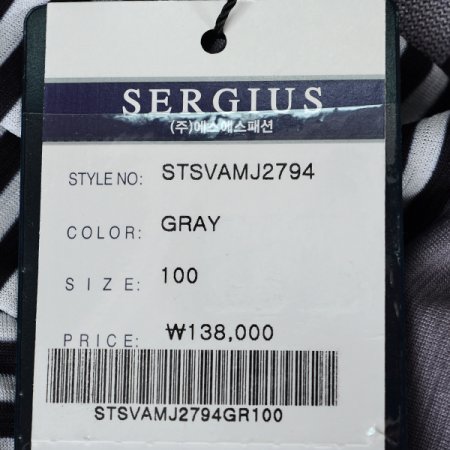 SERGIUS
(주)에스에스패션
STYLE NO: STSVAMJ2794
COLOR: GRAY
SIZE: 100
PRICE: ₩138,000
STSVAMJ2794GR100